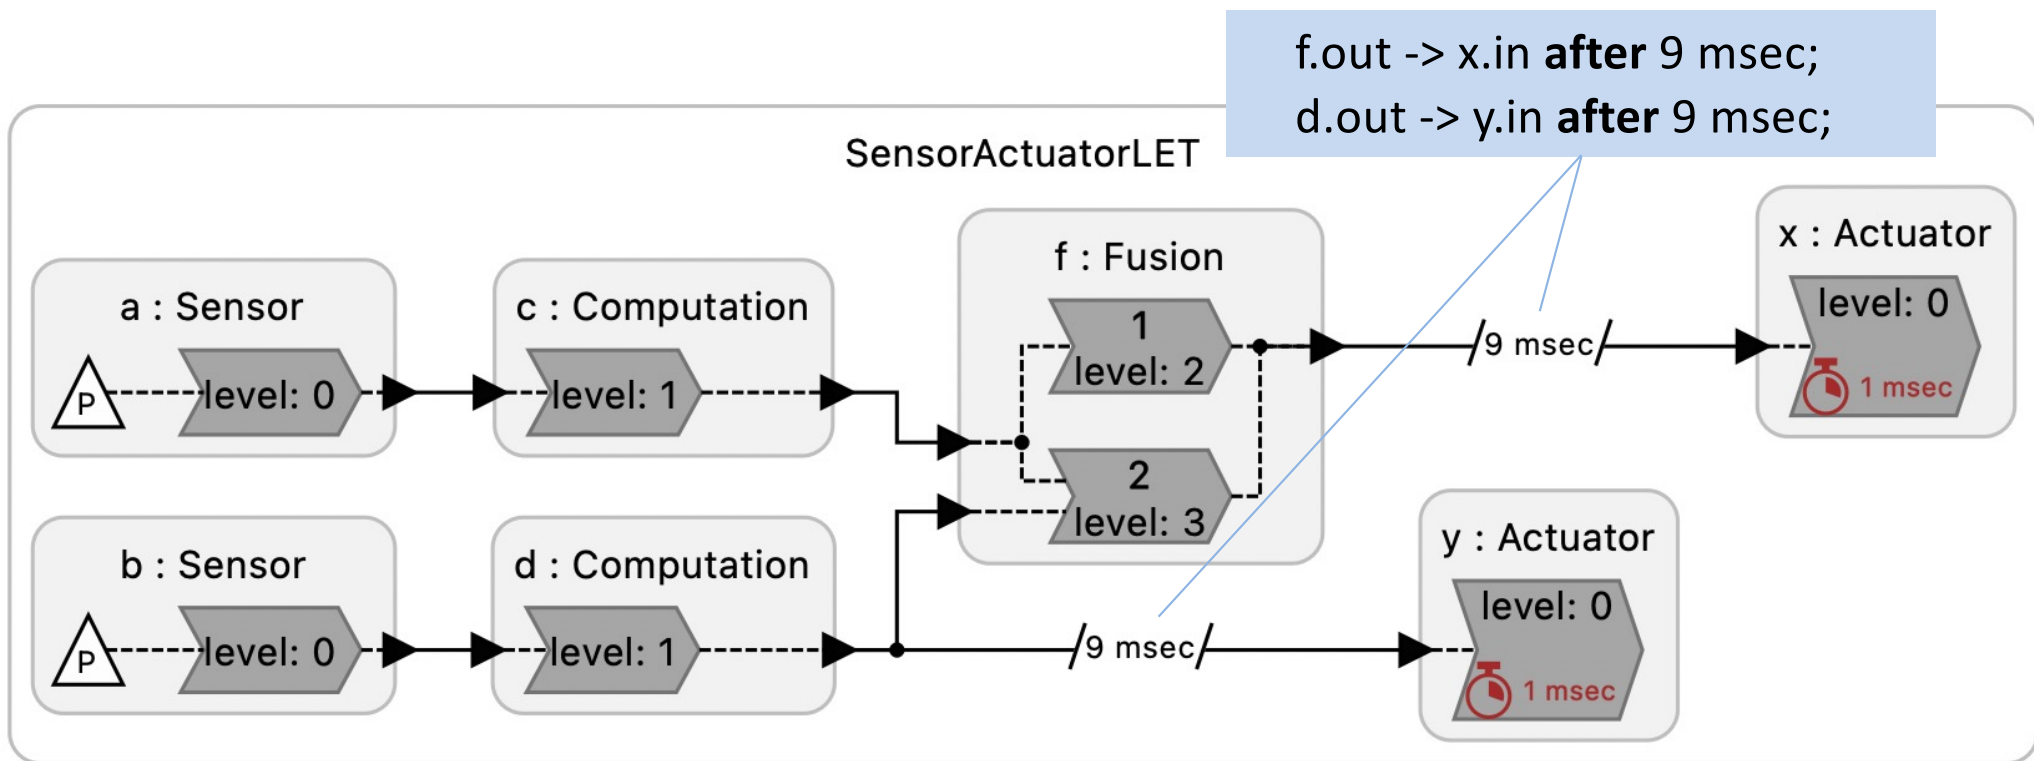 f.out -> x.in after 9 msec;
d.out -> y.in after 9 msec;
SensorActuatorLET
a : Sensor
P
level: 0
c : Computation
level: 1
f : Fusion
1
level: 2
2
level: 3
9 msec
x : Actuator
level: 0
1 msec
b : Sensor
P
level: 0
d : Computation
level: 1
9 msec
y : Actuator
level: 0
1 msec